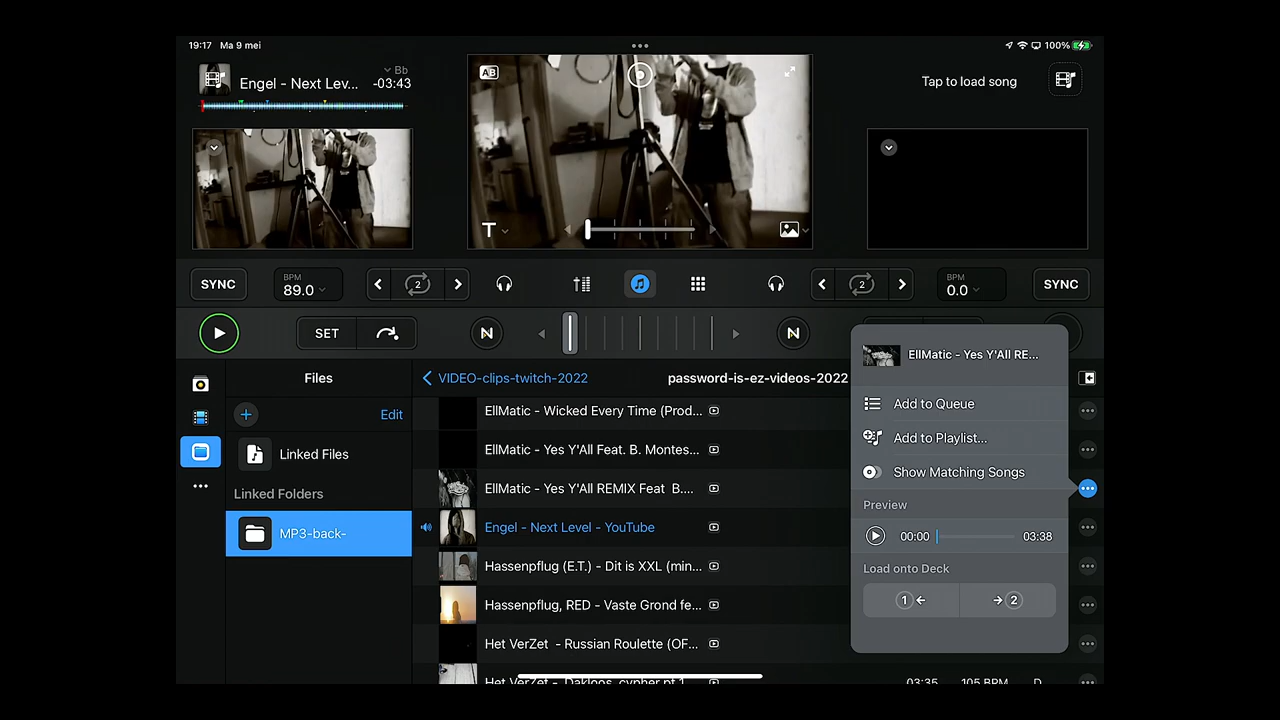 19:17 Ma 9 mei
100%
Engel - Next Lev...
Bb
-03:43
AB
Tap to load song
T
SYNC
BPM
89.0
2
2
BPM
0.0
SYNC
SET
N
N
Files
VIDEO-clips-twitch-2022
password-is-ez-videos-2022
Edit
Linked Files
Linked Folders
MP3-back-
EllMatic - Wicked Every Time (Prod...
EllMatic - Yes Y'All Feat. B. Montes...
EllMatic - Yes Y'All REMIX Feat B....
Engel - Next Level - YouTube
Hassenpflug (E.T.) - Dit is XXL (min...
Hassenpflug, RED - Vaste Grond fe...
Het VerZet - Russian Roulette (OF...
Het VerZet - Dakloos, cypher pt.1
03:35 105 BPM D
EllMatic - Yes Y'All RE...
Add to Queue
Add to Playlist...
Show Matching Songs
Preview
00:00
03:38
Load onto Deck
1
2